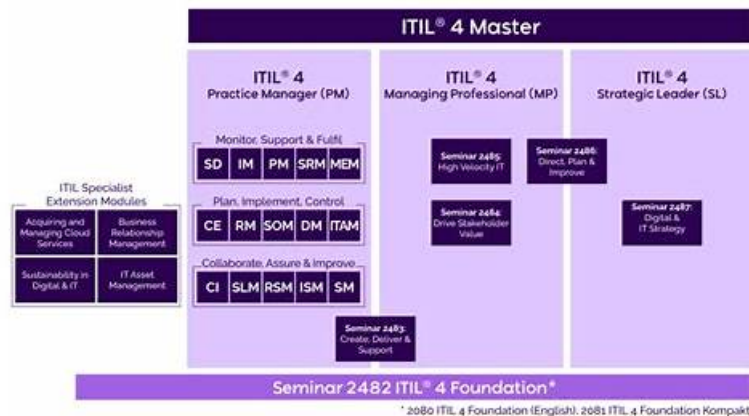 ITIL® 4 Master
ITIL® 4
Practice Manager (PM)
ITIL® 4
Managing Professional (MP)
ITIL® 4
Strategic Leader (SL)
Monitor, Support & Fulfil
SD IM PM SRM MEM
Seminar 2485:
High Velocity IT
Seminar 2486:
Direct, Plan &
Improve
ITIL Specialist
Extension Modules
Acquiring and
Managing Cloud
Services
Business
Relationship
Management
Sustainability in
Digital & IT
IT Asset
Management
Plan, Implement, Control
CE RM SOM DM ITAM
Seminar 2484:
Drive Stakeholder
Value
Seminar 2487:
Digital &
IT Strategy
Collaborate, Assure & Improve
CI SLM RSM ISM SM
Seminar 2483:
Create, Deliver &
Support
Seminar 2482 ITIL® 4 Foundation*
* 2080 ITIL 4 Foundation (English), 2081 ITIL 4 Foundation Kompakt